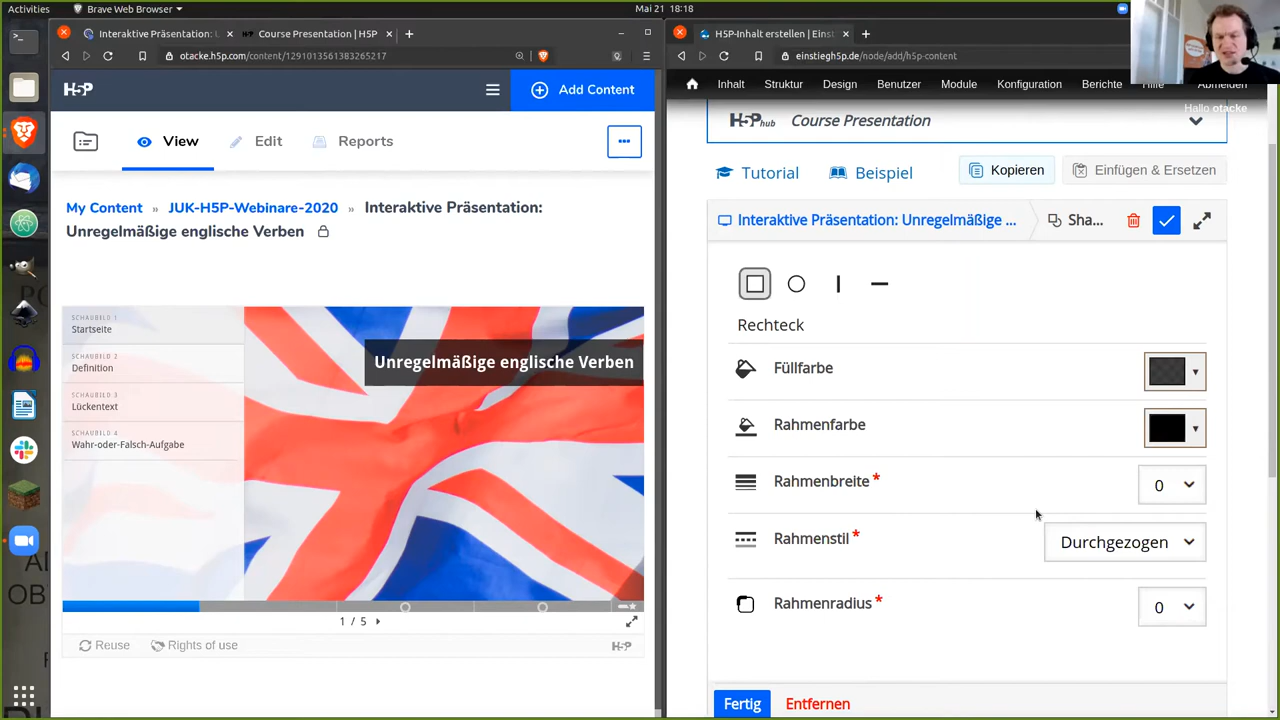 Activities
Brave Web Browser
Mai 21 18:18
Interaktive Präsentation: U
Course Presentation | H5P
otacke.h5p.com/content/1291013561383265217
H5P
Add Content
View
Edit
Reports
My Content » JUK-H5P-Webinare-2020 » Interaktive Präsentation:
Unregelmäßige englische Verben
SCHAUBILD 1
Startseite
SCHAUBILD 2
Definition
SCHAUBILD 3
Lückentext
SCHAUBILD 4
Wahr-oder-Falsch-Aufgabe
Unregelmäßige englische Verben
1 / 5
Reuse
Rights of use
H5P
H5P-Inhalt erstellen | Einst
einstiegh5p.de/node/add/h5p-content
Inhalt
Struktur
Design
Benutzer
Module
Konfiguration
Berichte
Hilfe
Abmelden
Hallo otacke
H5P hub
Course Presentation
Tutorial
Beispiel
Kopieren
Einfügen & Ersetzen
Interaktive Präsentation: Unregelmäßige ...
Sha...
Rechteck
Füllfarbe
Rahmenfarbe
Rahmenbreite *
0
Rahmenstil *
Durchgezogen
Rahmenradius *
0
Fertig
Entfernen